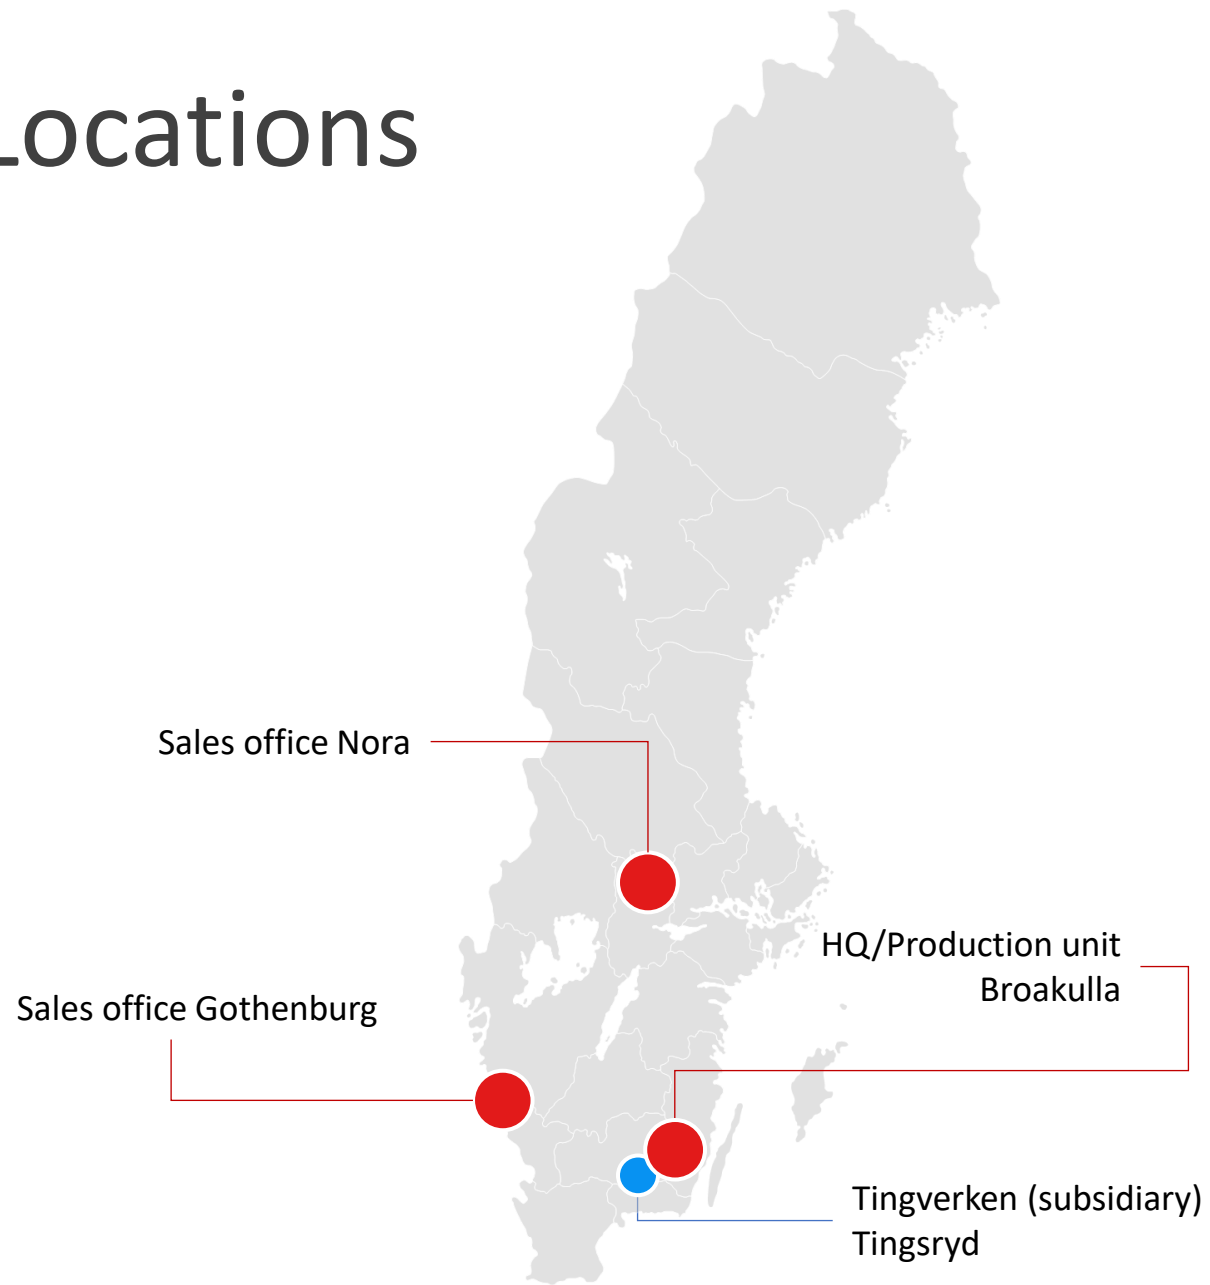 Locations
Sales office Nora
HQ/Production unit
Broakulla
Sales office Gothenburg
Tingverken (subsidiary)
Tingsryd